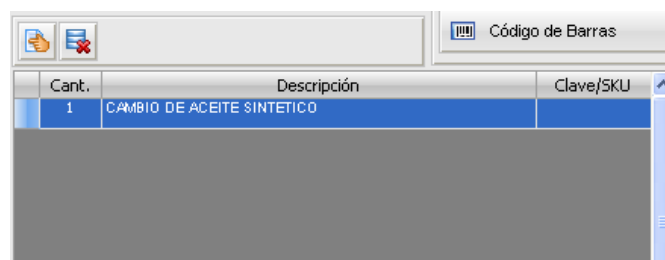 Código de Barras
Cant. Descripción Clave/SKU
1 CAMBIO DE ACEITE SINTETICO